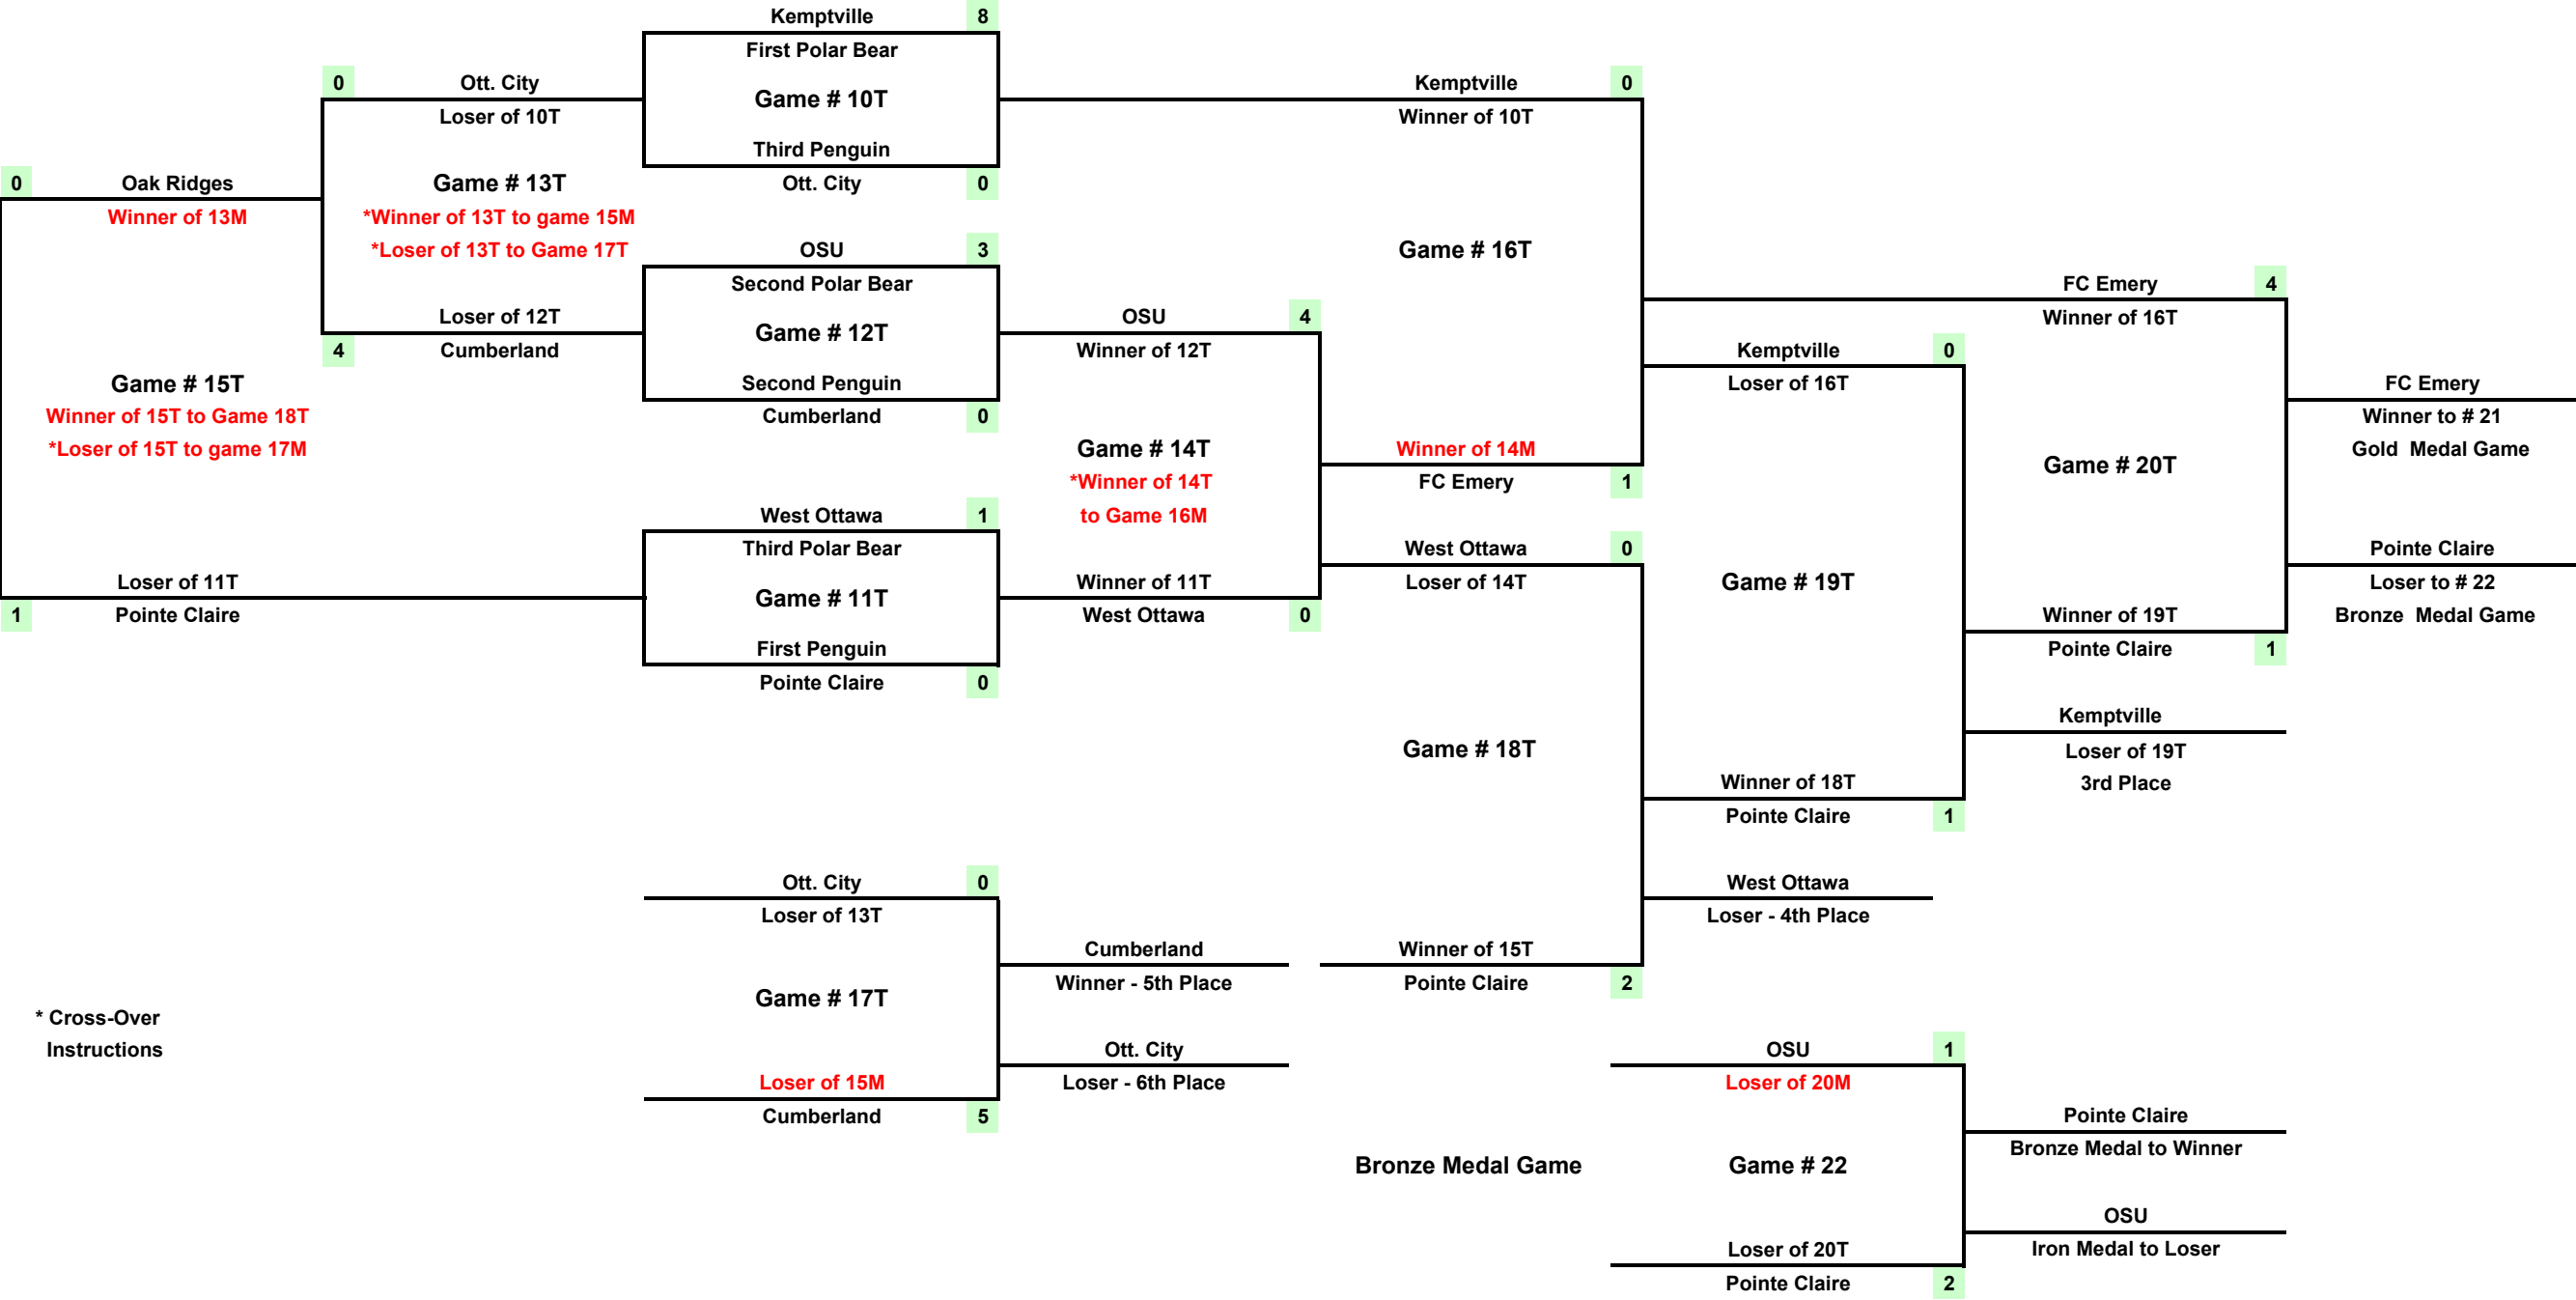 Kemptville 8
First Polar Bear
0 Ott. City
Game # 10T
Kemptville 0
Loser of 10T
Winner of 10T
Third Penguin
0 Oak Ridges
Game # 13T
Ott. City 0
Winner of 13M
*Winner of 13T to game 15M
*Loser of 13T to Game 17T
OSU 3
Game # 16T
Second Polar Bear
FC Emery 4
Loser of 12T
Game # 12T
OSU 4
Winner of 16T
4 Cumberland
Winner of 12T
Kemptville 0
Game # 15T
Second Penguin
Loser of 16T
FC Emery
Winner of 15T to Game 18T
Cumberland 0
Winner to # 21
*Loser of 15T to game 17M
Game # 14T
Winner of 14M
Game # 20T
Gold Medal Game
*Winner of 14T
FC Emery 1
West Ottawa 1
to Game 16M
Third Polar Bear
West Ottawa 0
Pointe Claire
Loser of 11T
Game # 11T
Winner of 11T
Loser of 14T
Game # 19T
Loser to # 22
1 Pointe Claire
West Ottawa 0
Winner of 19T
Bronze Medal Game
First Penguin
Pointe Claire 1
Pointe Claire 0
Kemptville
Game # 18T
Loser of 19T
Winner of 18T
3rd Place
Pointe Claire 1
Ott. City 0
West Ottawa
Loser of 13T
Loser - 4th Place
Cumberland
Winner of 15T
Game # 17T
Winner - 5th Place
Pointe Claire 2
* Cross-Over
Instructions
Ott. City
OSU 1
Loser of 15M
Loser - 6th Place
Loser of 20M
Cumberland 5
Pointe Claire
Bronze Medal Game
Game # 22
Bronze Medal to Winner
OSU
Loser of 20T
Iron Medal to Loser
Pointe Claire 2